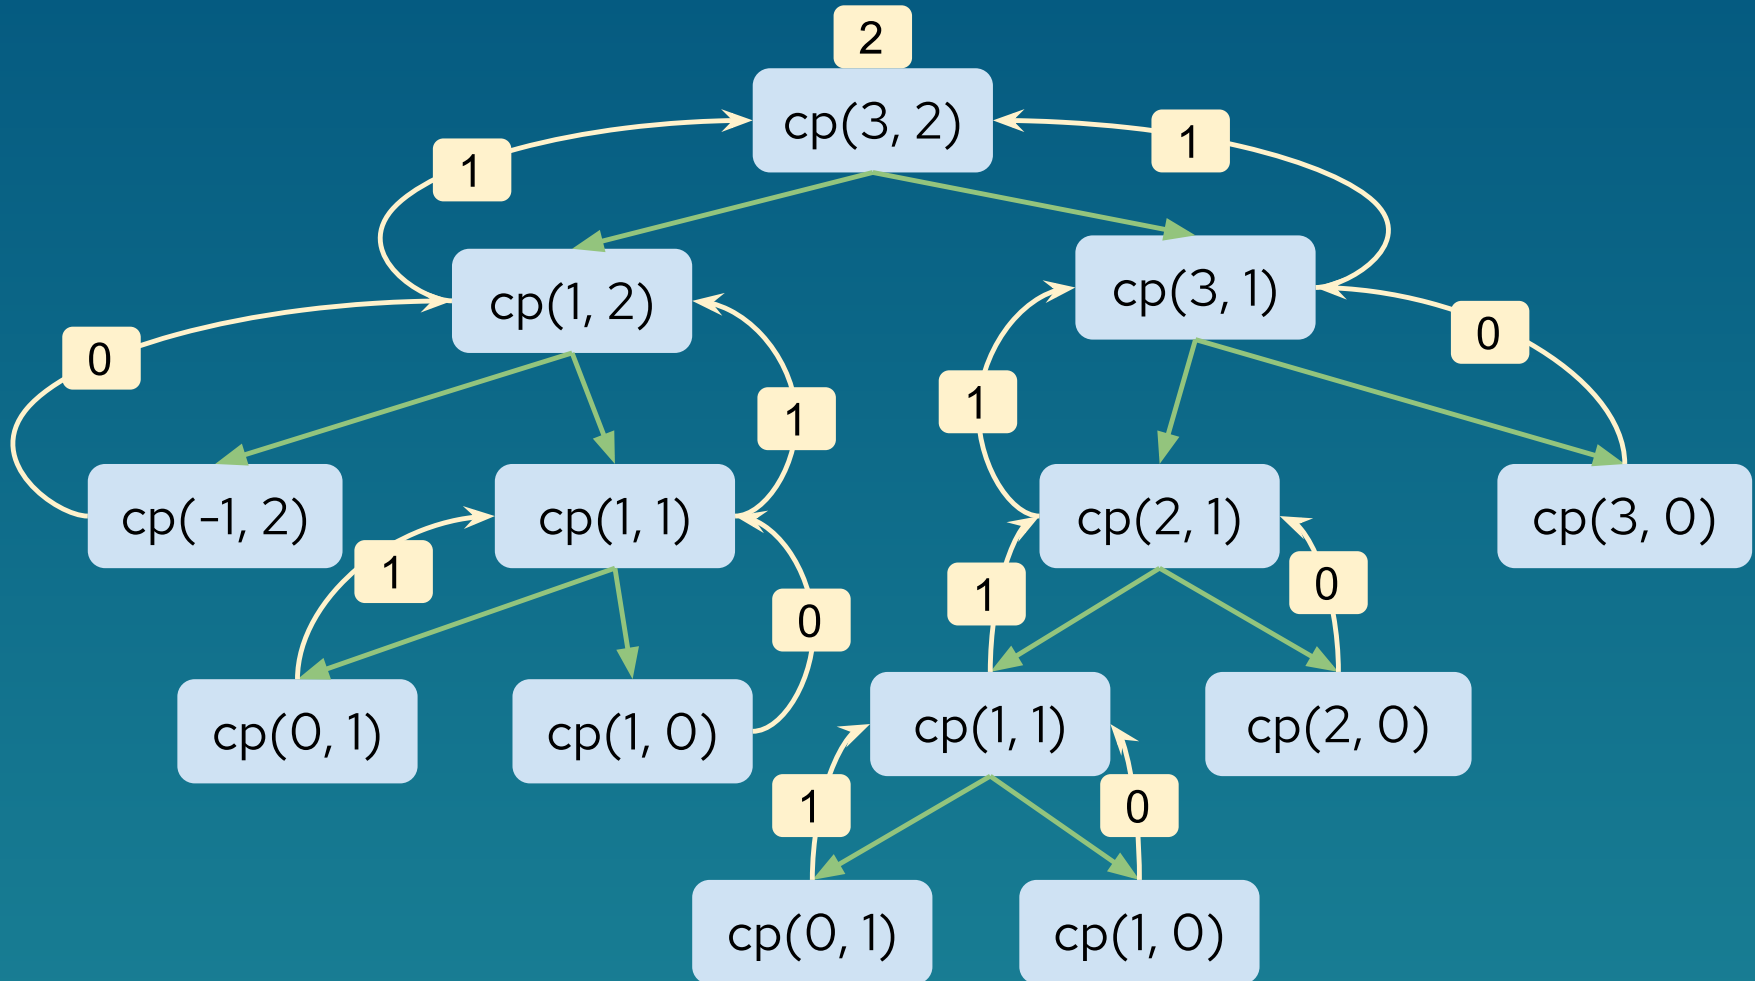 2
cp(3, 2)
1
1
cp(1, 2)
cp(3, 1)
0
0
1
1
cp(-1, 2)
cp(1, 1)
cp(2, 1)
cp(3, 0)
1
0
1
0
cp(0, 1)
cp(1, 0)
cp(1, 1)
cp(2, 0)
1
0
cp(0, 1)
cp(1, 0)